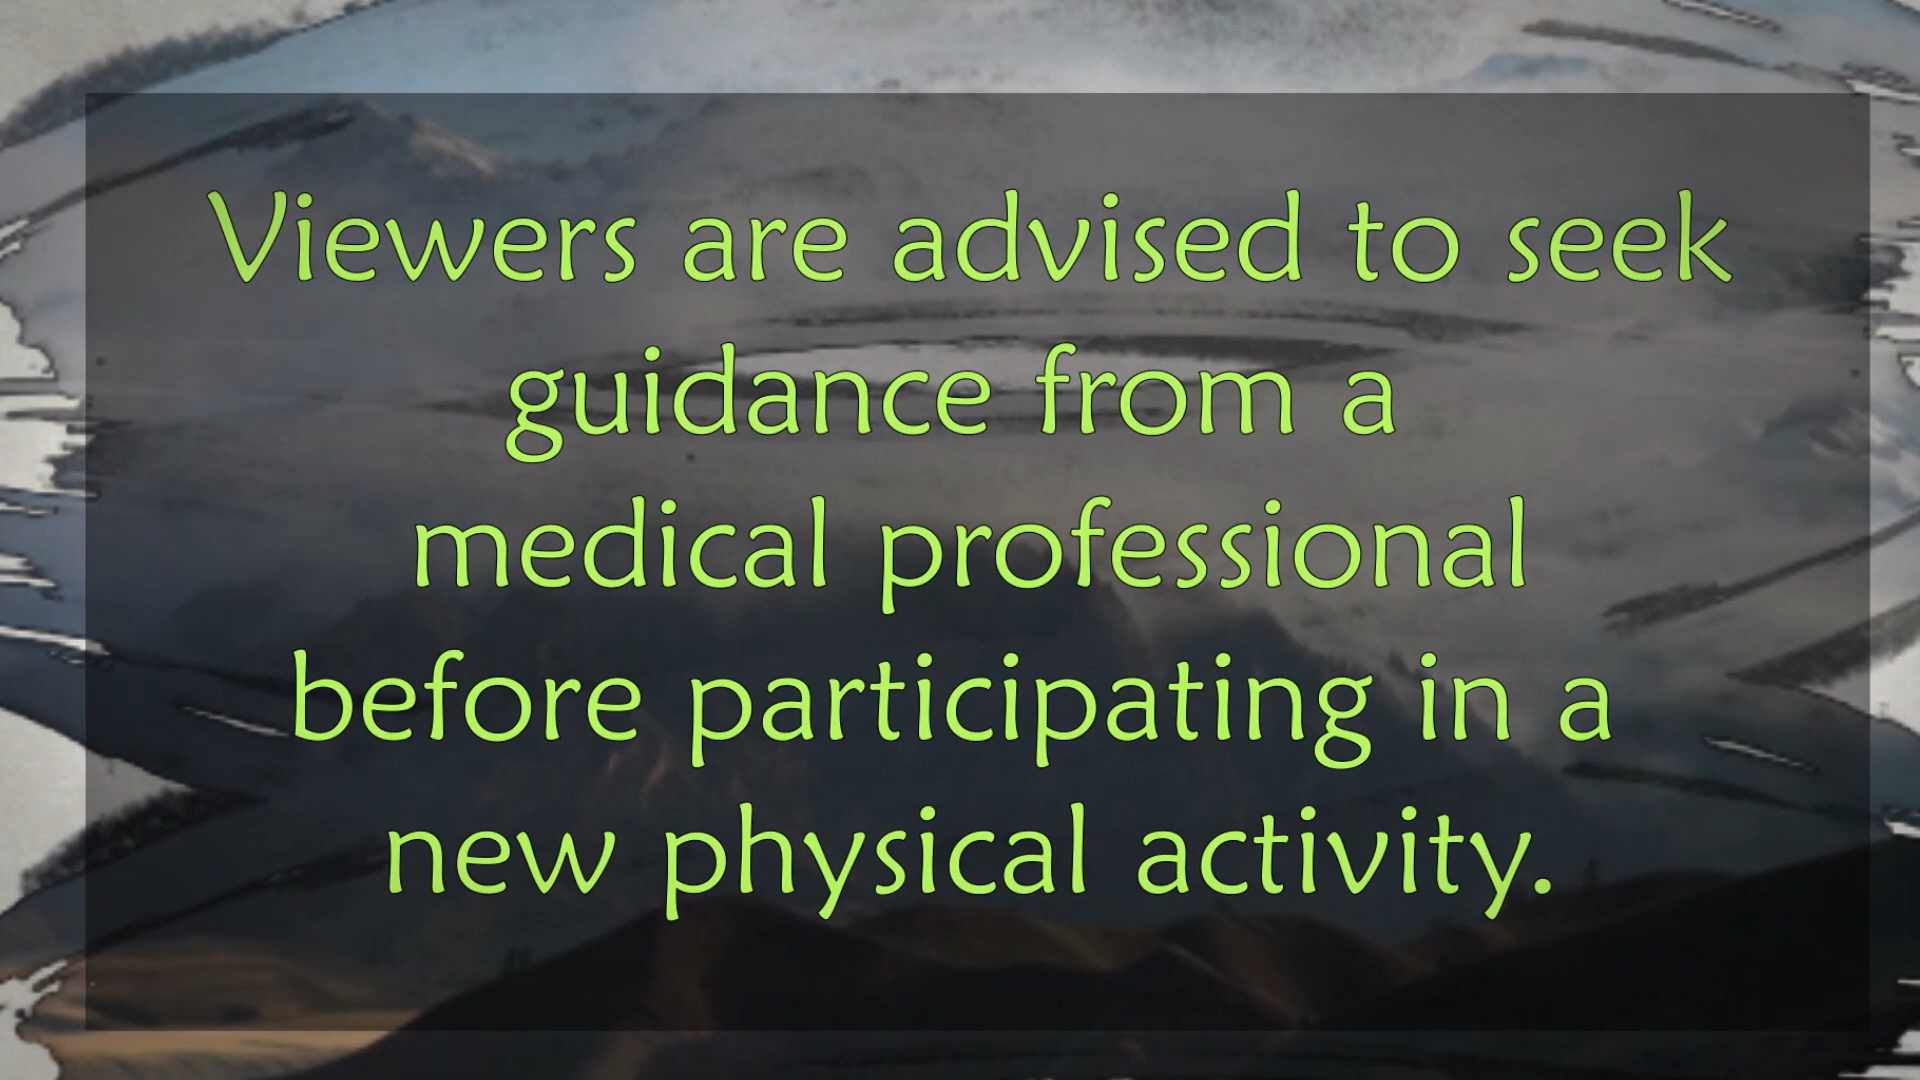 Viewers are advised to seek
guidance from a
medical professional
before participating in a
new physical activity.